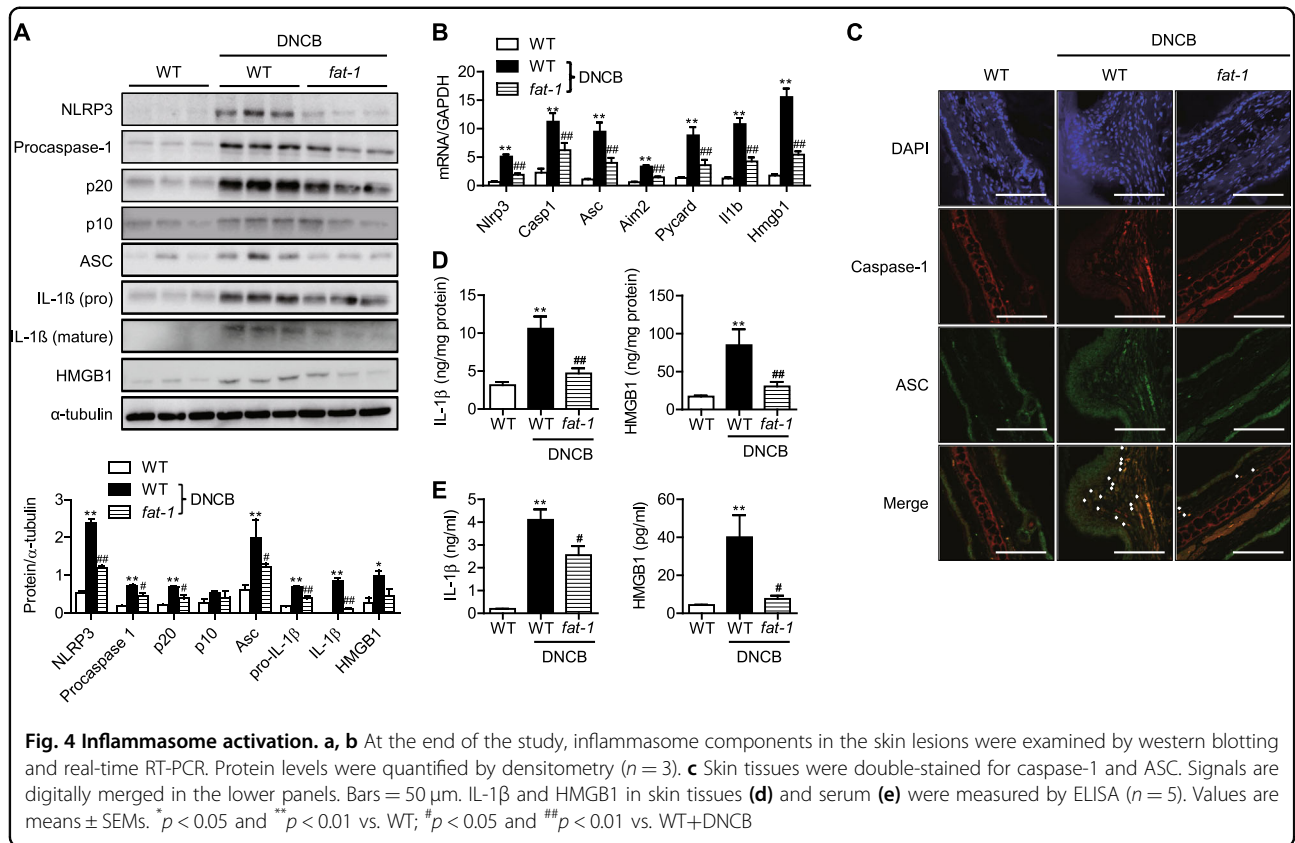 A
DNCB
WT WT fat-1
NLRP3
Procaspase-1
p20
p10
ASC
IL-1ß (pro)
IL-1ß (mature)
HMGB1
α-tubulin
WT
WT
fat-1
DNCB
Protein/α-tubulin
3
2
1
0
** ## ** # ** # ** # ** ## ** ## *
NLRP3 Procaspase 1 p20 p10 Asc pro-IL-1β IL-1β HMGB1
B
WT
WT
fat-1
DNCB
mRNA/GAPDH
20
15
10
5
0
** ## ** ## ** ## ** ## ** ## ** ## ** ##
Nlrp3 Casp1 Asc Aim2 Pycard Il1b Hmgb1
D
IL-1β (ng/mg protein)
15
10
5
0
** ##
WT WT fat-1
DNCB
HMGB1 (ng/mg protein)
150
100
50
0
** ##
WT WT fat-1
DNCB
E
IL-1β (ng/ml)
6
4
2
0
** #
WT WT fat-1
DNCB
HMGB1 (pg/ml)
60
40
20
0
** #
WT WT fat-1
DNCB
C
DNCB
WT WT fat-1
DAPI
Caspase-1
ASC
Merge
Fig. 4 Inflammasome activation. a, b At the end of the study, inflammasome components in the skin lesions were examined by western blotting
and real-time RT-PCR. Protein levels were quantified by densitometry (n = 3). c Skin tissues were double-stained for caspase-1 and ASC. Signals are
digitally merged in the lower panels. Bars = 50 μm. IL-1β and HMGB1 in skin tissues (d) and serum (e) were measured by ELISA (n = 5). Values are
means ± SEMs. *p < 0.05 and **p < 0.01 vs. WT; #p < 0.05 and ##p < 0.01 vs. WT+DNCB